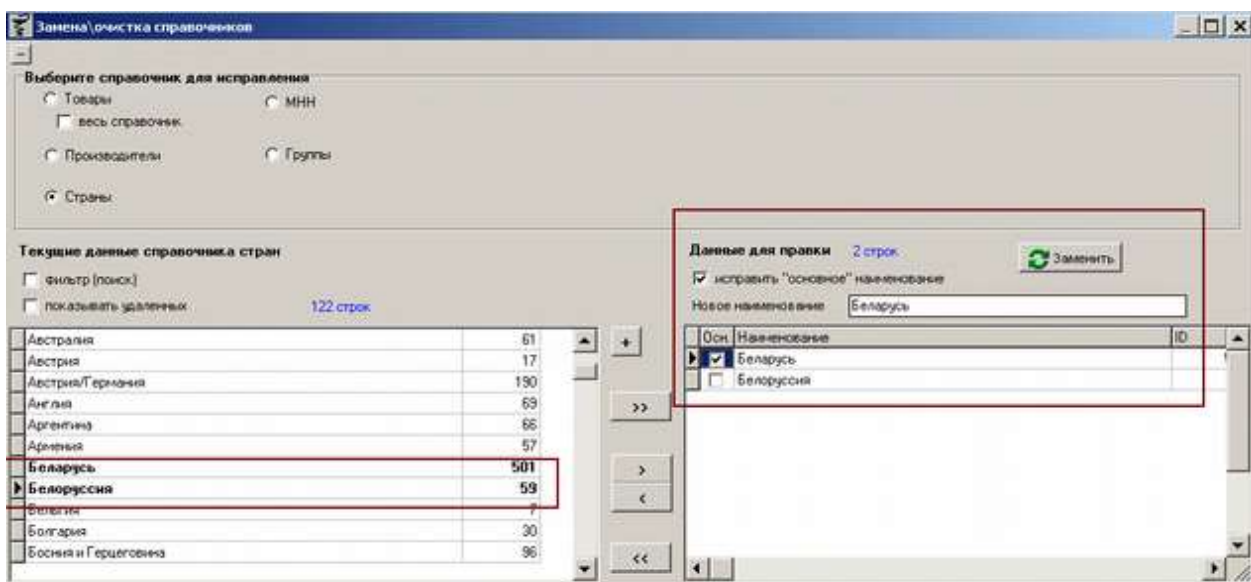 Замена\очистка справочников
Выберите справочник для исправления
Товары
МНН
весь справочник
Производители
Группы
Страны
Текущие данные справочника стран
фильтр (поиск)
показывать удаленных
122 строк
Австралия 61
Австрия 17
Австрия/Германия 190
Англия 69
Аргентина 66
Армения 57
Беларусь 501
Белоруссия 59
Бельгия 7
Болгария 30
Босния и Герцеговина 96
+
>>
>
<
<<
Данные для правки 2 строк
Заменить
исправить "основное" наименование
Новое наименование Беларусь
Осн. Наименование ID
Беларусь
Белоруссия